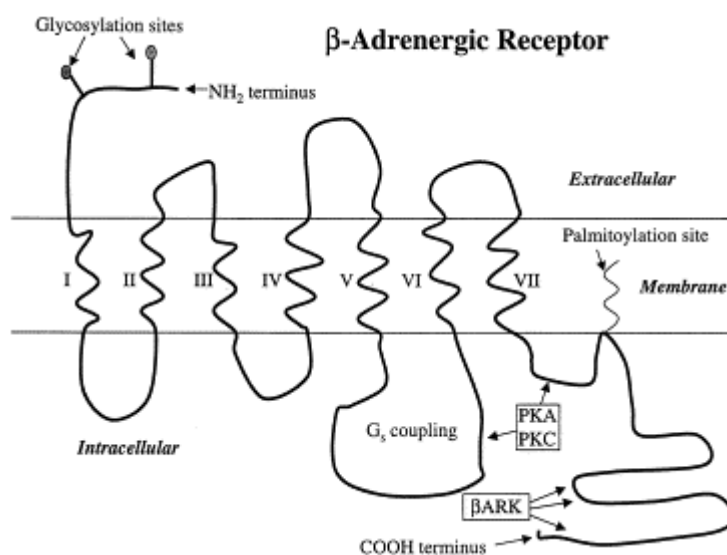 Glycosylation sites
β-Adrenergic Receptor
NH₂ terminus
Extracellular
Palmitoylation site
I
II
III
IV
V
VI
VII
Membrane
PKA
PKC
Gs coupling
Intracellular
βARK
COOH terminus